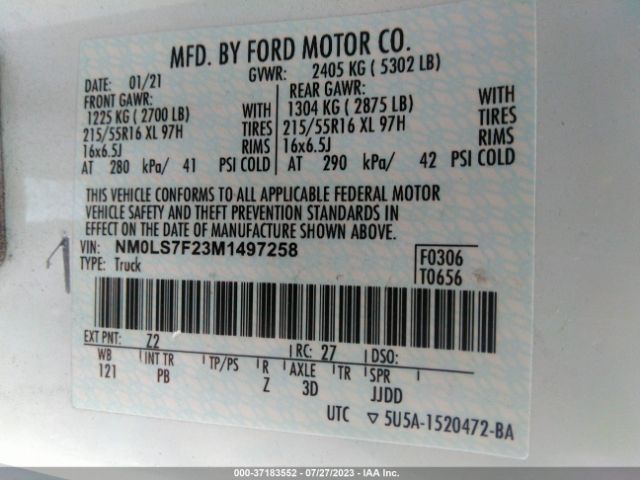 MFD. BY FORD MOTOR CO.
DATE: 01/21 GVWR: 2405 KG ( 5302 LB)
FRONT GAWR: REAR GAWR:
1225 KG ( 2700 LB) WITH 1304 KG ( 2875 LB) WITH
215/55R16 XL 97H TIRES 215/55R16 XL 97H TIRES
16x6.5J RIMS 16x6.5J RIMS
AT 280 kPa/ 41 PSI COLD AT 290 kPa/ 42 PSI COLD
THIS VEHICLE CONFORMS TO ALL APPLICABLE FEDERAL MOTOR
VEHICLE SAFETY AND THEFT PREVENTION STANDARDS IN
EFFECT ON THE DATE OF MANUFACTURE SHOWN ABOVE.
VIN: NM0LS7F23M1497258 F0306
TYPE: Truck T0656
EXT PNT: Z2 RC: 27 DSO:
WB INT TR TP/PS R AXLE TR SPR
121 PB Z 3D JJDD
UTC ▽ 5U5A-1520472-BA
000-37183552 / 07/27/2023 - IAA Inc.